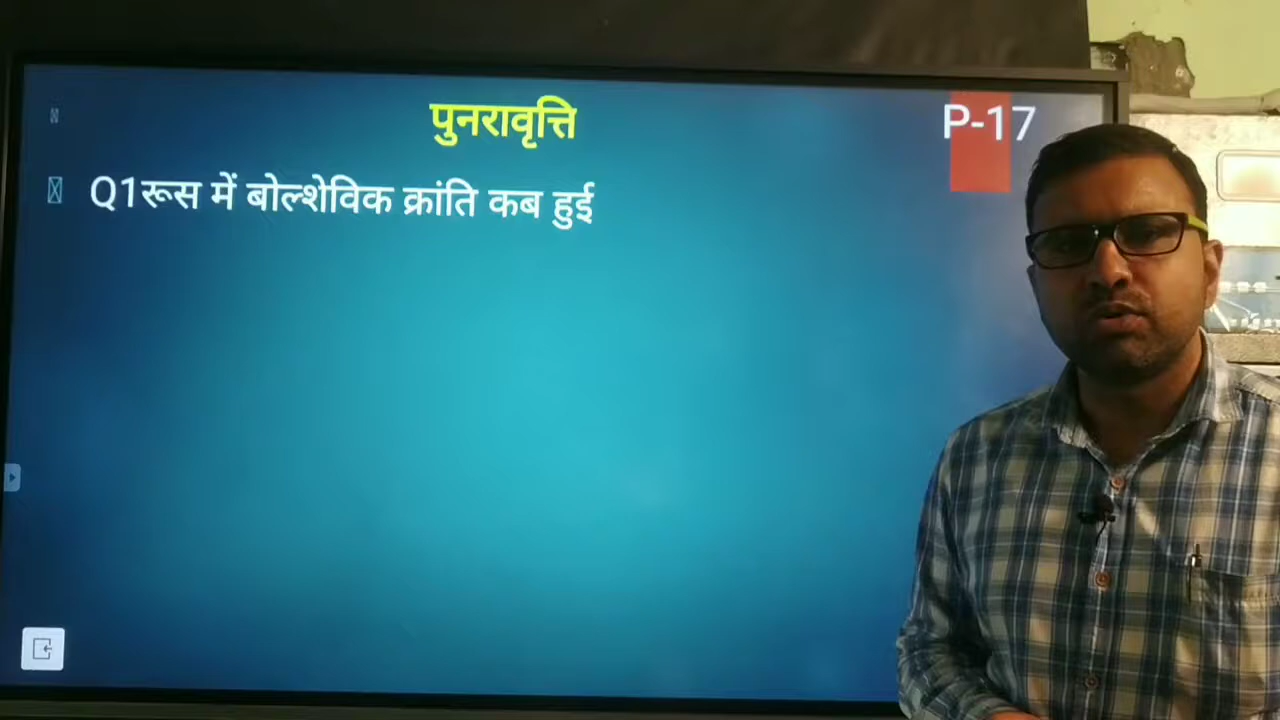 पुनरावृत्ति
P-17
Q1रूस में बोल्शेविक क्रांति कब हुई